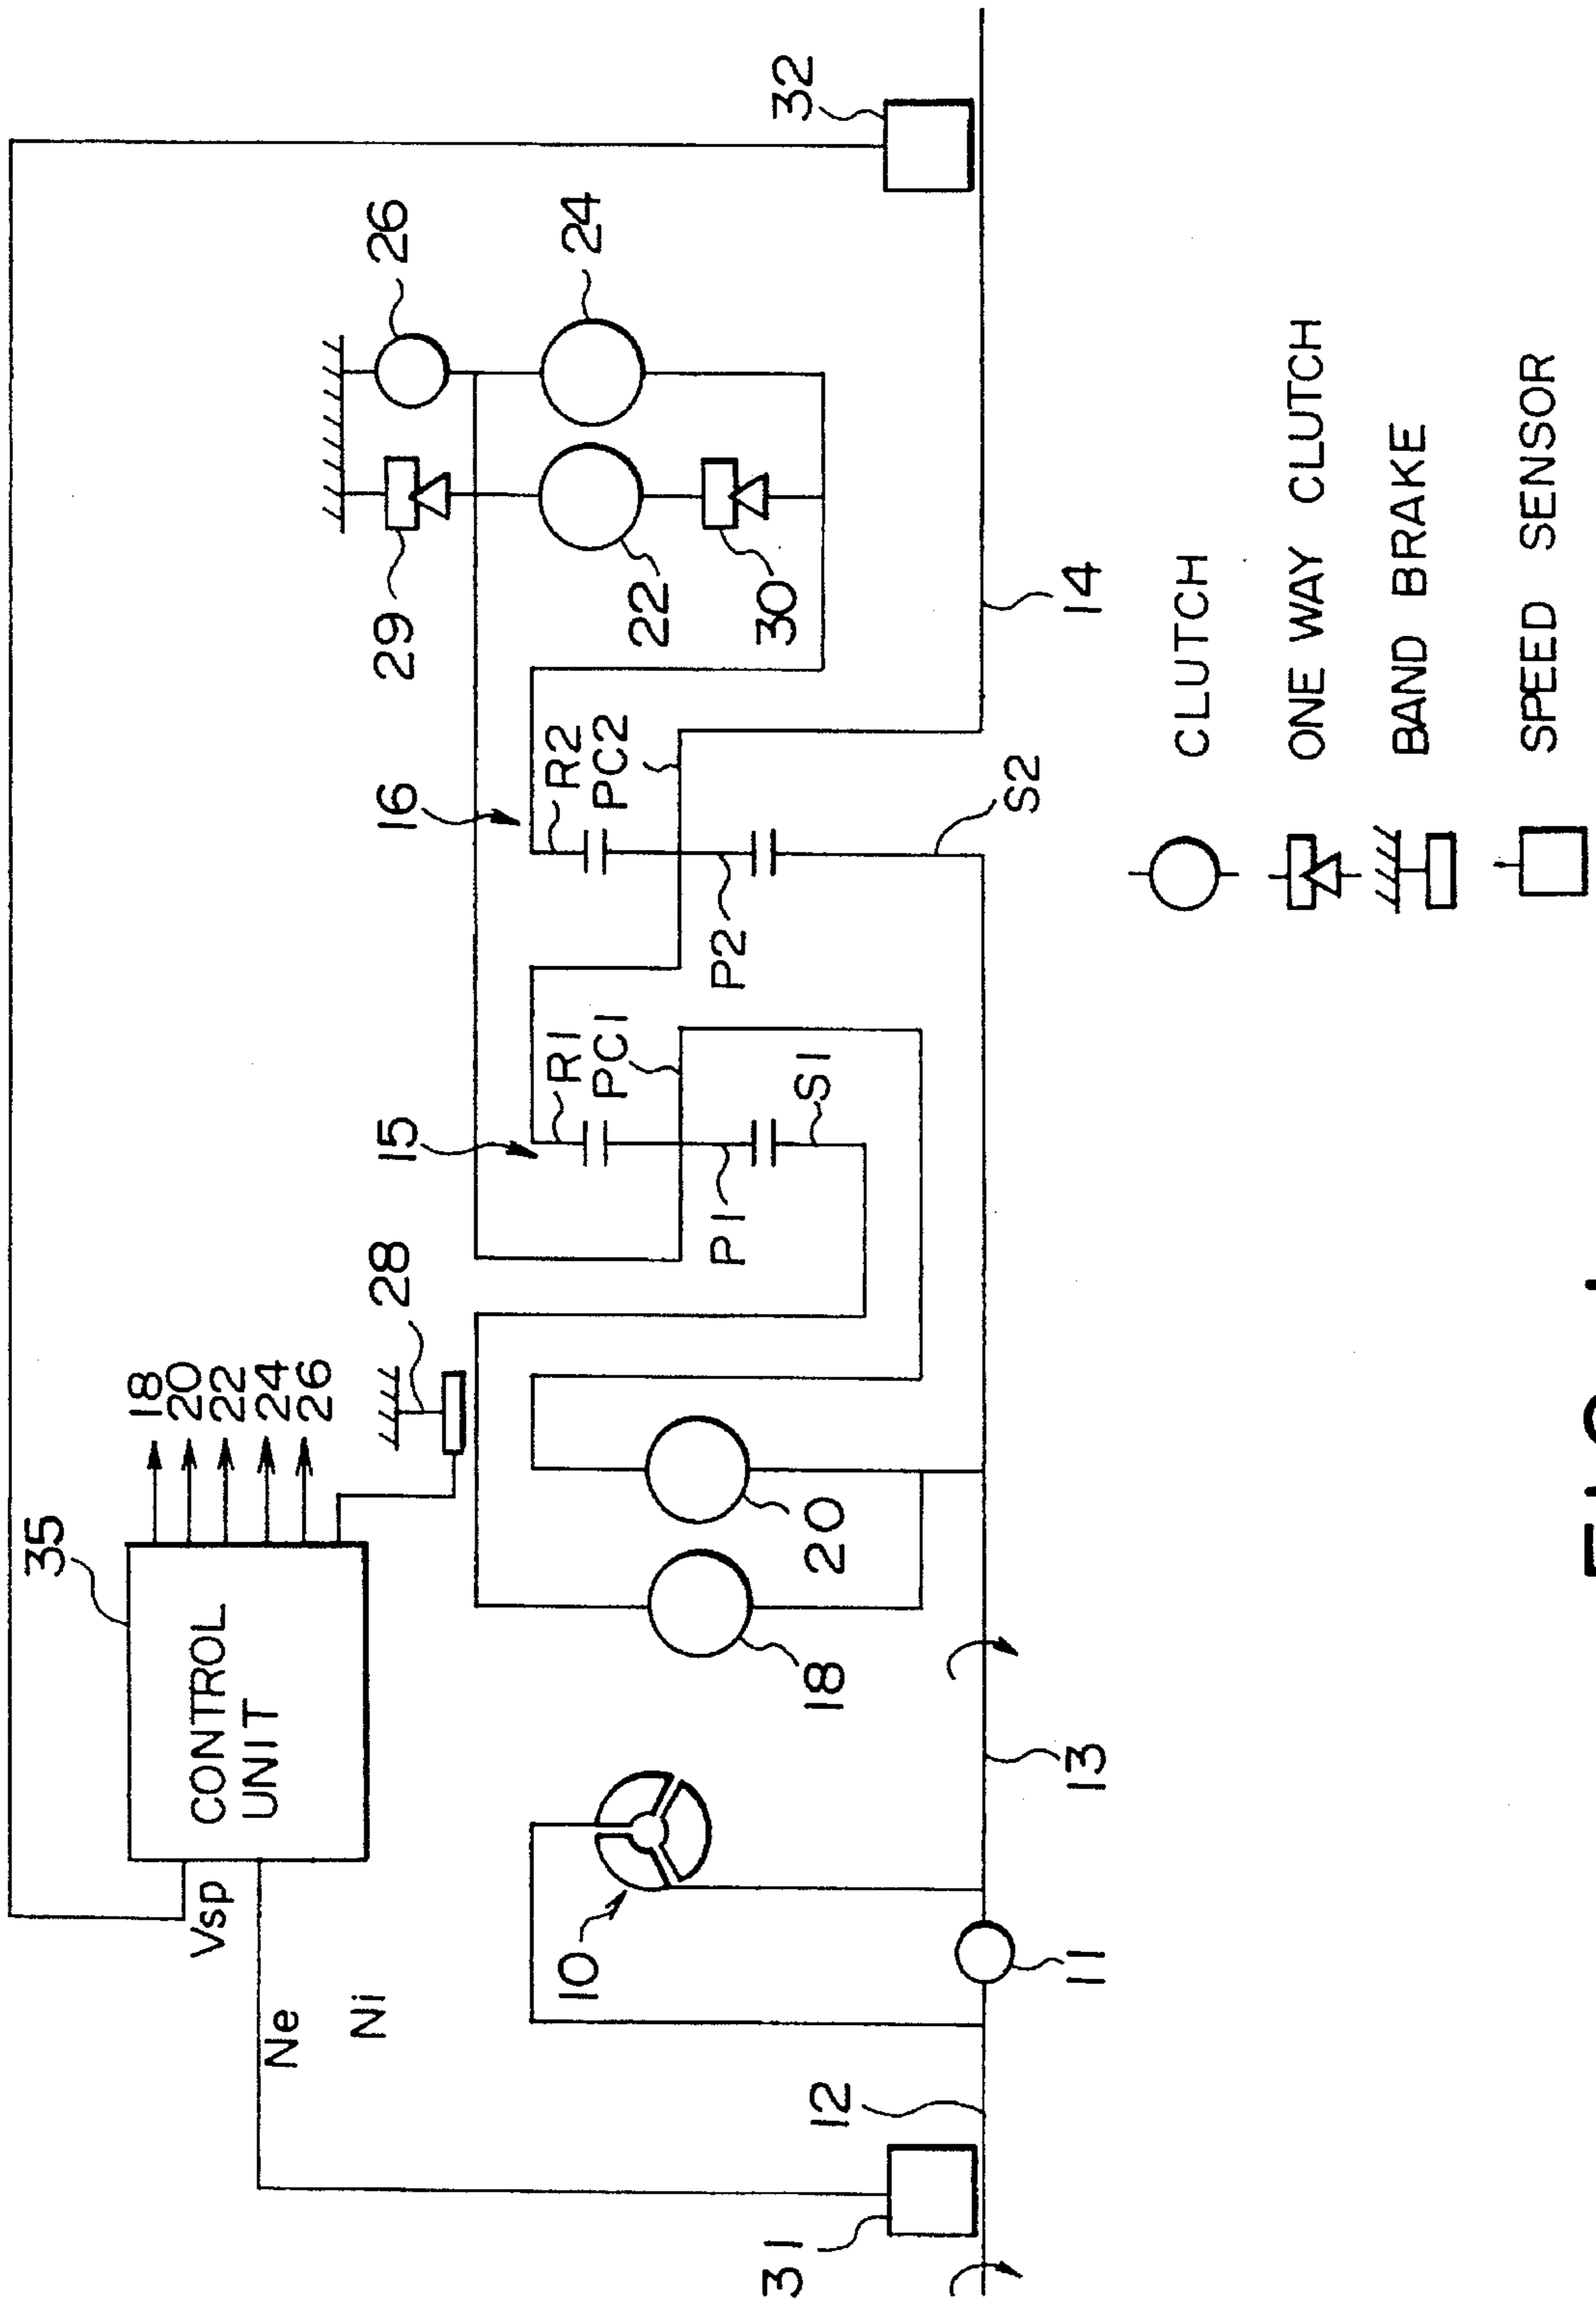 35
CONTROL
UNIT
18
20
22
24
26
Vsp
Ne
Ni
28
15
16
R1
PC1
P1
S1
R2
PC2
P2
S2
29
26
22
24
30
32
10
18
20
31
12
11
13
14
CLUTCH
ONE WAY CLUTCH
BAND BRAKE
SPEED SENSOR